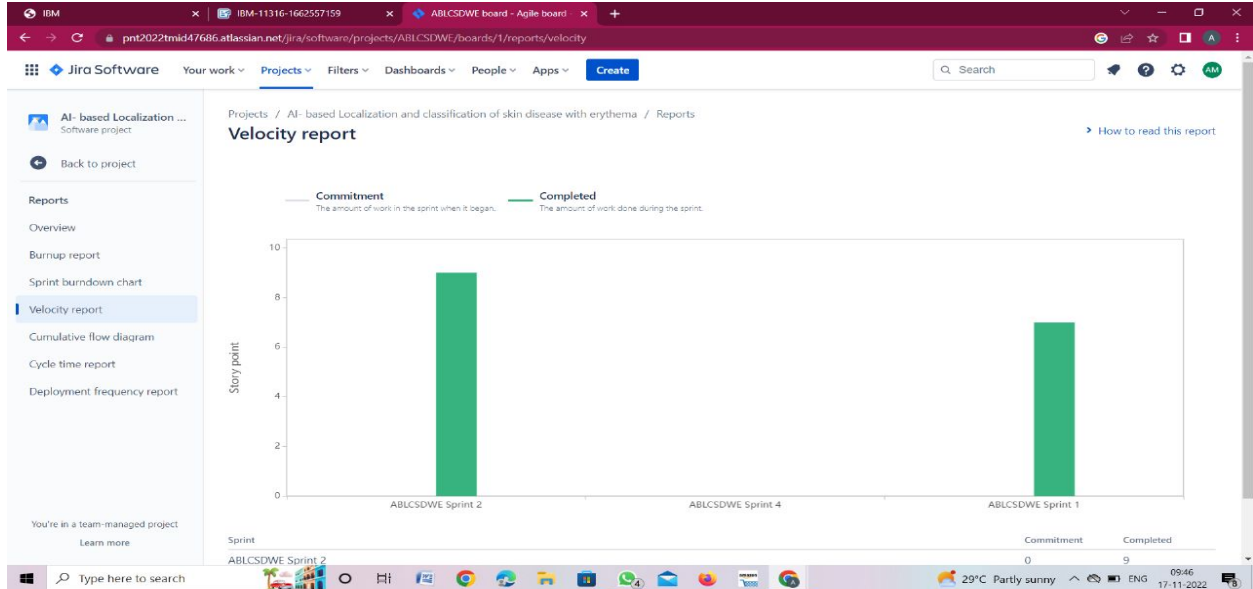 IBM
IBM-11316-1662557159
ABLCSDWE board - Agile board -
pnt2022tmid47686.atlassian.net/jira/software/projects/ABLCSDWE/boards/1/reports/velocity
Jira Software Your work Projects Filters Dashboards People Apps Create Search AM
AI- based Localization ...
Software project
Back to project
Reports
Overview
Burnup report
Sprint burndown chart
Velocity report
Cumulative flow diagram
Cycle time report
Deployment frequency report
You're in a team-managed project
Learn more
Projects / AI- based Localization and classification of skin disease with erythema / Reports
Velocity report
How to read this report
Commitment
The amount of work in the sprint when it began.
Completed
The amount of work done during the sprint.
Story point
10
8
6
4
2
0
ABLCSDWE Sprint 2 ABLCSDWE Sprint 4 ABLCSDWE Sprint 1
Sprint Commitment Completed
ABLCSDWE Sprint 2 0 9
Type here to search
29°C Partly sunny ENG
09:46
17-11-2022